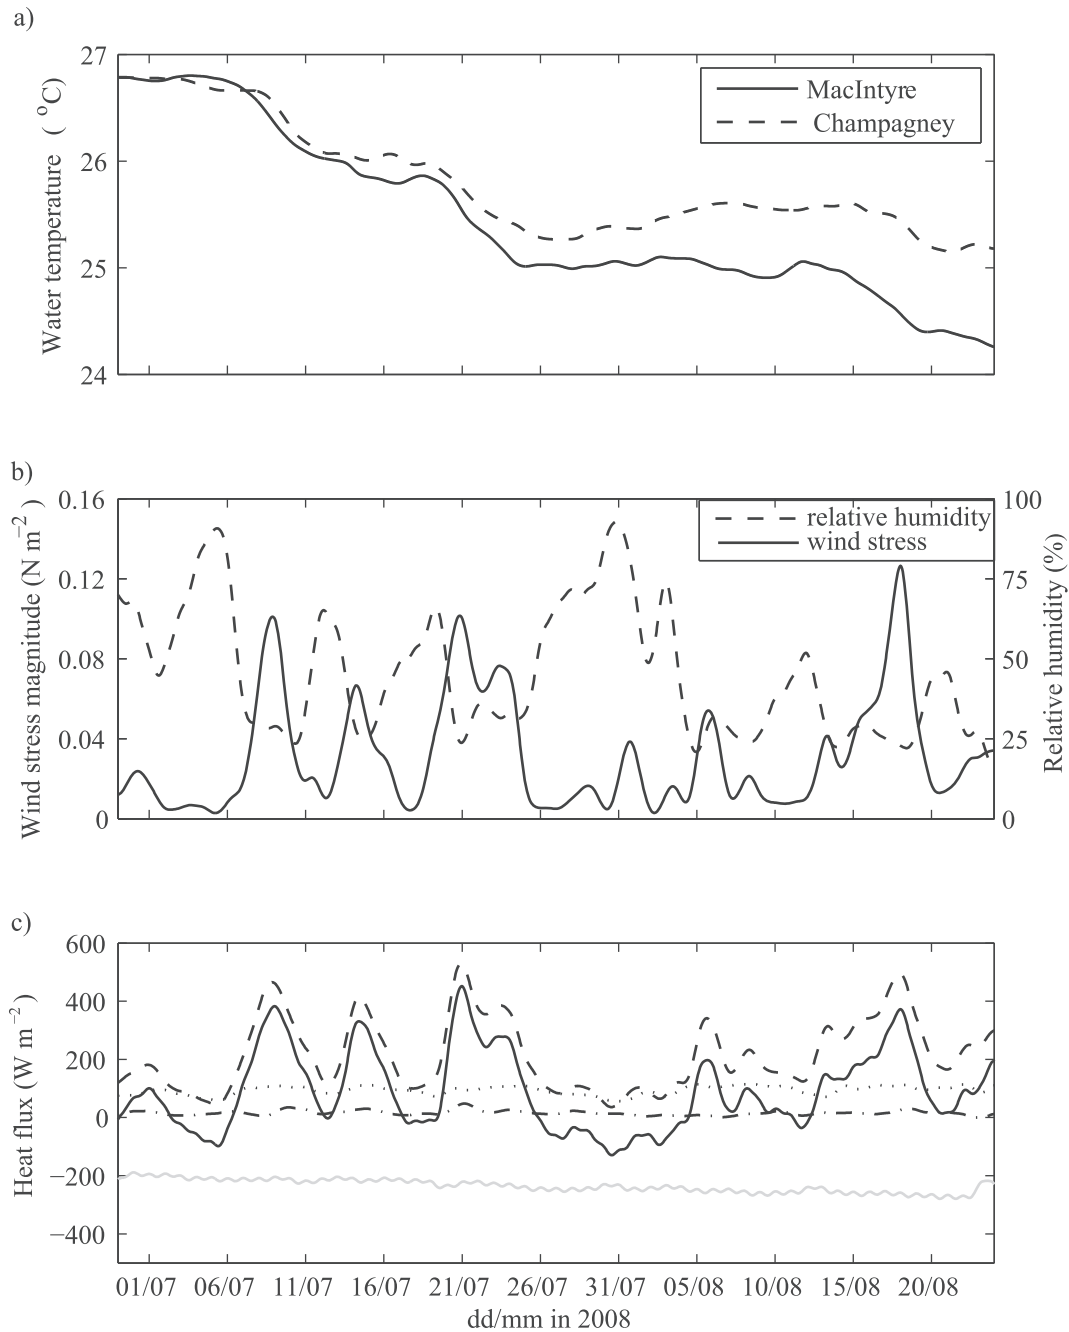 a)
27
26
25
24
Water temperature ( °C)
MacIntyre
Champagney
b)
0.16
0.12
0.08
0.04
0
Wind stress magnitude (N m−2 )
relative humidity
wind stress
100
75
50
25
0
Relative humidity (%)
c)
600
400
200
0
−200
−400
Heat flux (W m−2 )
01/07 06/07 11/07 16/07 21/07 26/07 31/07 05/08 10/08 15/08 20/08
dd/mm in 2008